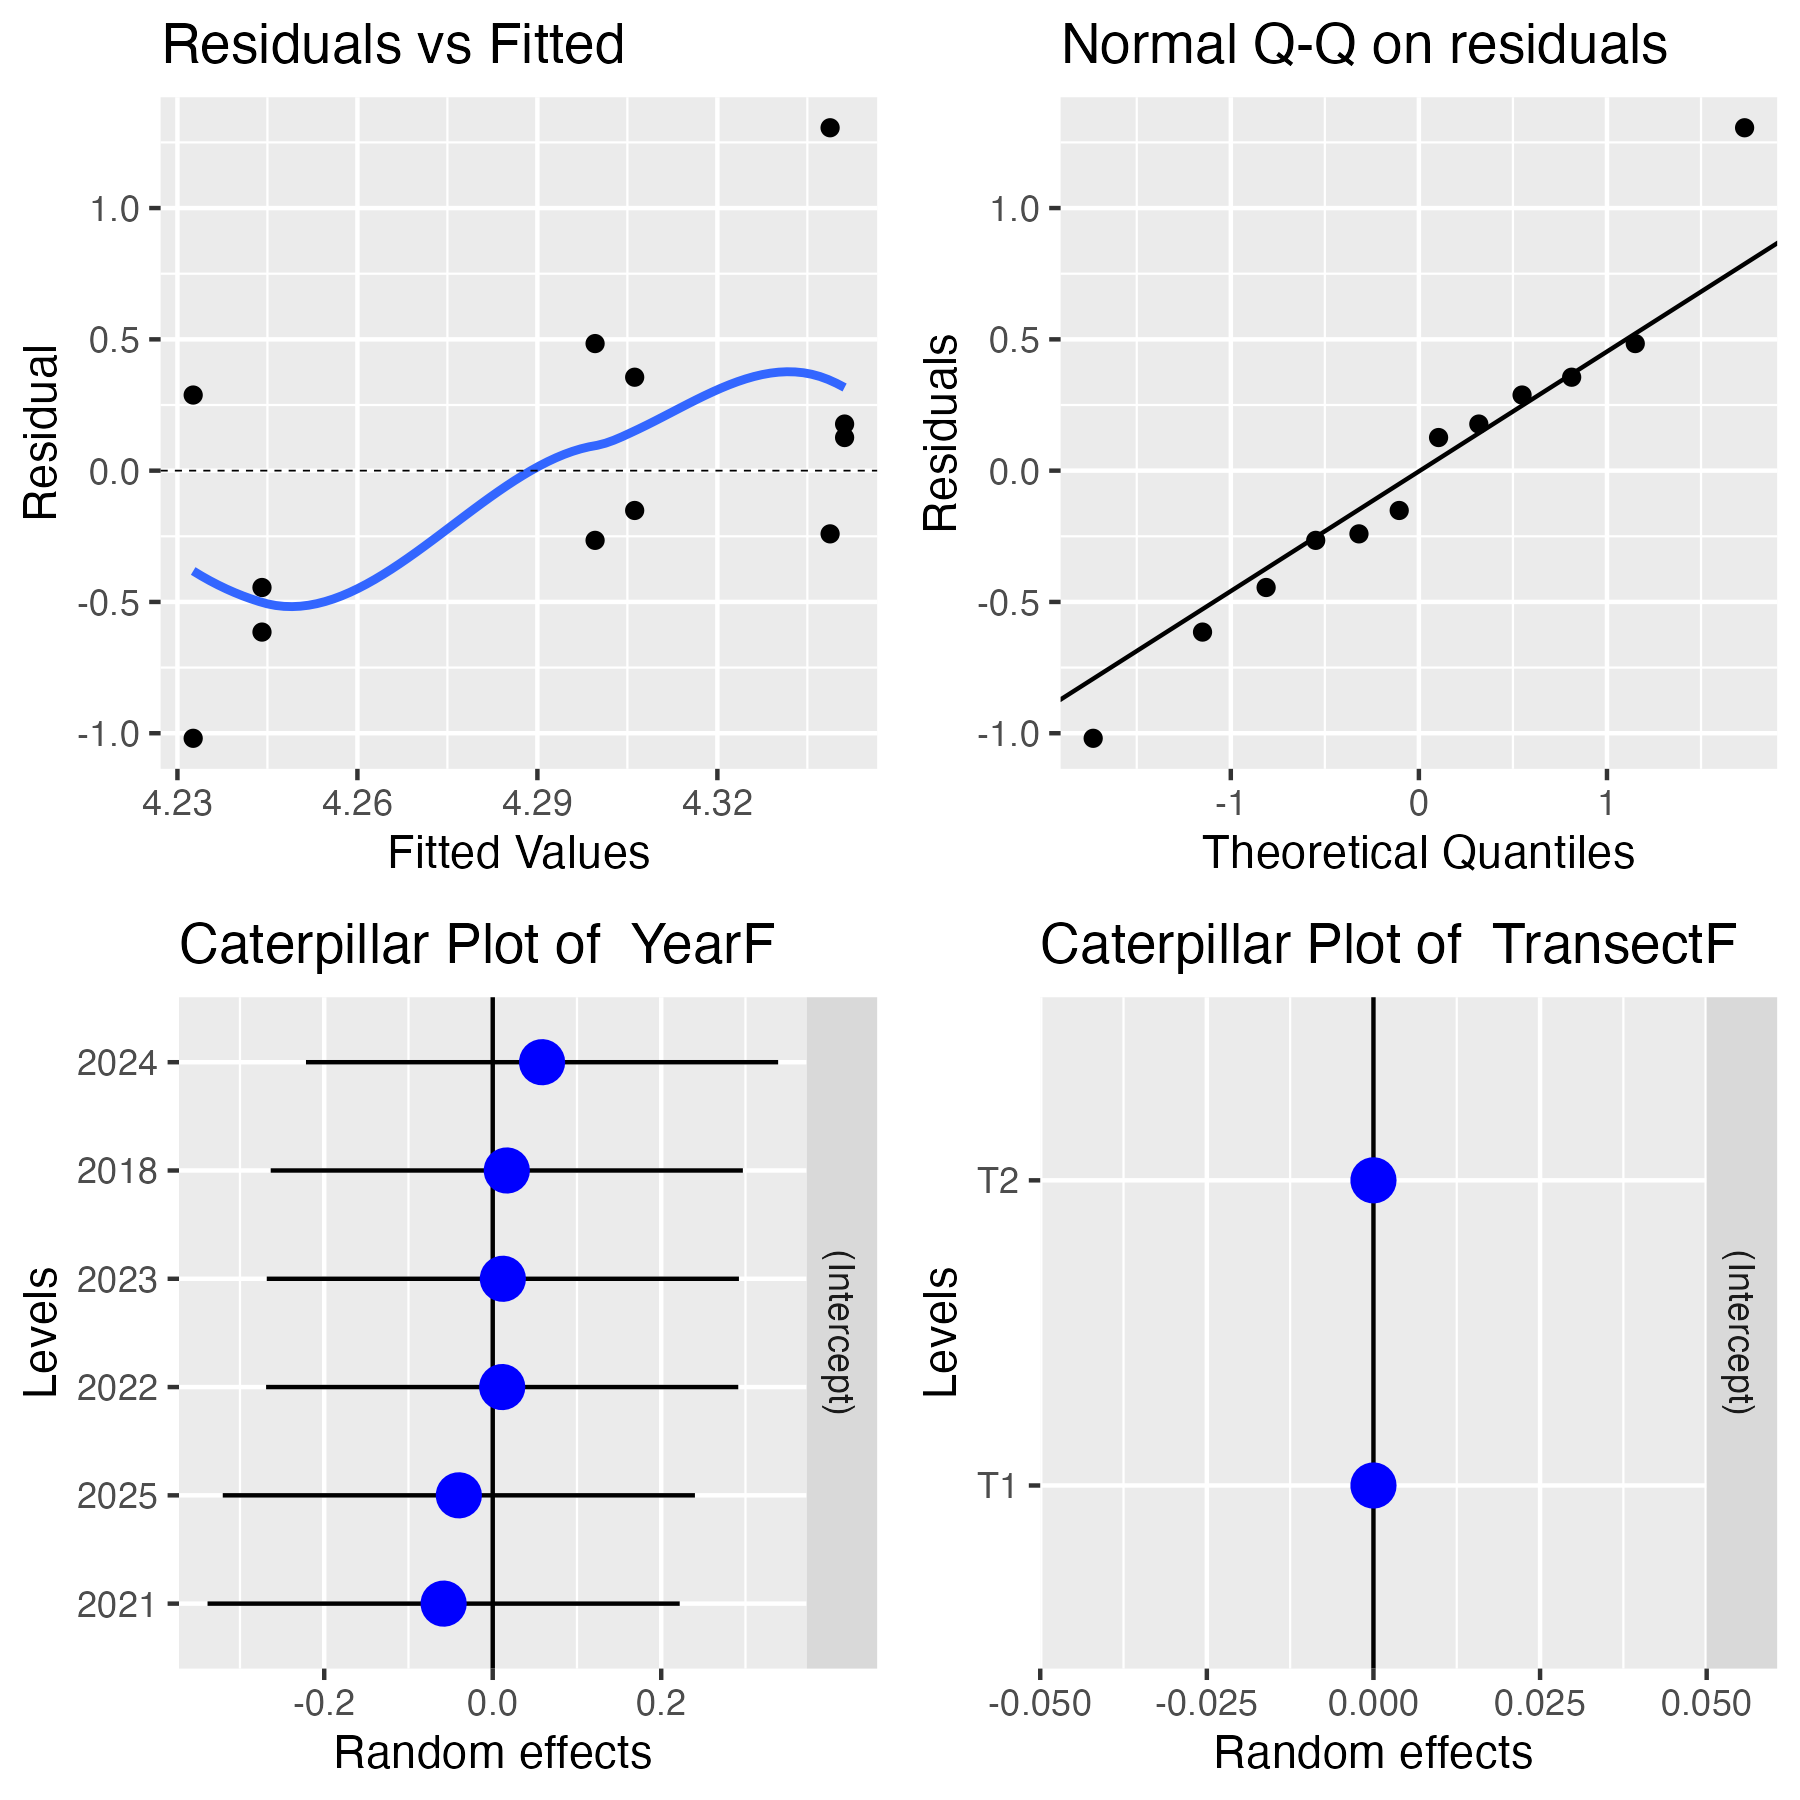 Residuals vs Fitted
1.0
0.5
0.0
-0.5
-1.0
Residual
4.23 4.26 4.29 4.32
Fitted Values
Normal Q-Q on residuals
1.0
0.5
0.0
-0.5
-1.0
Residuals
-1 0 1
Theoretical Quantiles
Caterpillar Plot of  YearF
2024
2018
2023
2022
2025
2021
Levels
(Intercept)
-0.2 0.0 0.2
Random effects
Caterpillar Plot of  TransectF
T2
T1
Levels
(Intercept)
-0.050 -0.025 0.000 0.025 0.050
Random effects